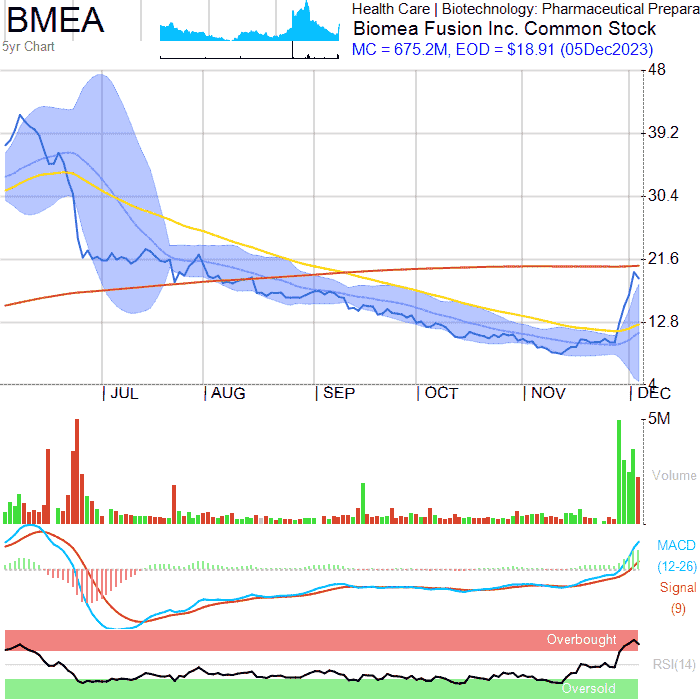 BMEA
5yr Chart
Health Care | Biotechnology: Pharmaceutical Prepara
Biomea Fusion Inc. Common Stock
MC = 675.2M, EOD = $18.91 (05Dec2023)
48
39.2
30.4
21.6
12.8
4
JUL AUG SEP OCT NOV DEC
5M
Volume
MACD
(12-26)
Signal
(9)
Overbought
RSI(14)
Oversold